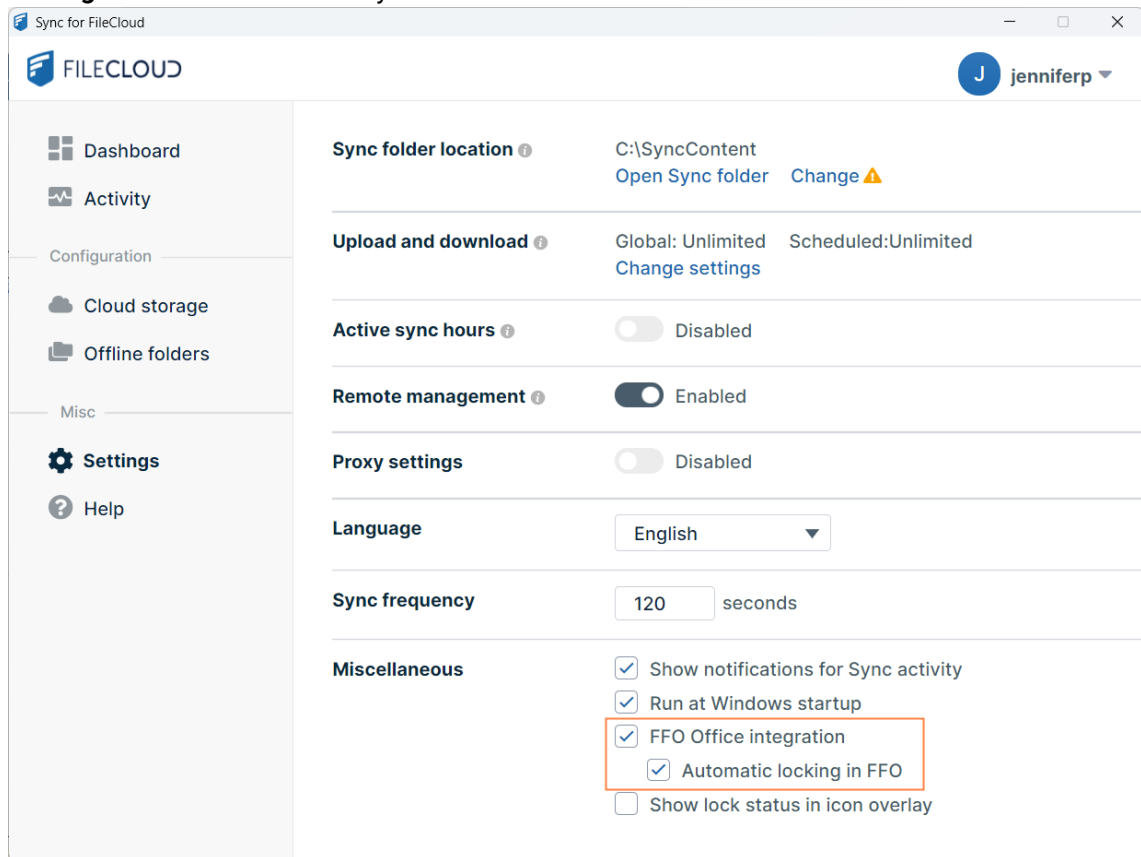 Sync for FileCloud
FILECLOUD
J jenniferp
Dashboard
Activity
Configuration
Cloud storage
Offline folders
Misc
Settings
Help
Sync folder location
C:\SyncContent
Open Sync folder Change
Upload and download
Global: Unlimited Scheduled:Unlimited
Change settings
Active sync hours Disabled
Remote management Enabled
Proxy settings Disabled
Language English
Sync frequency 120 seconds
Miscellaneous
Show notifications for Sync activity
Run at Windows startup
FFO Office integration
Automatic locking in FFO
Show lock status in icon overlay